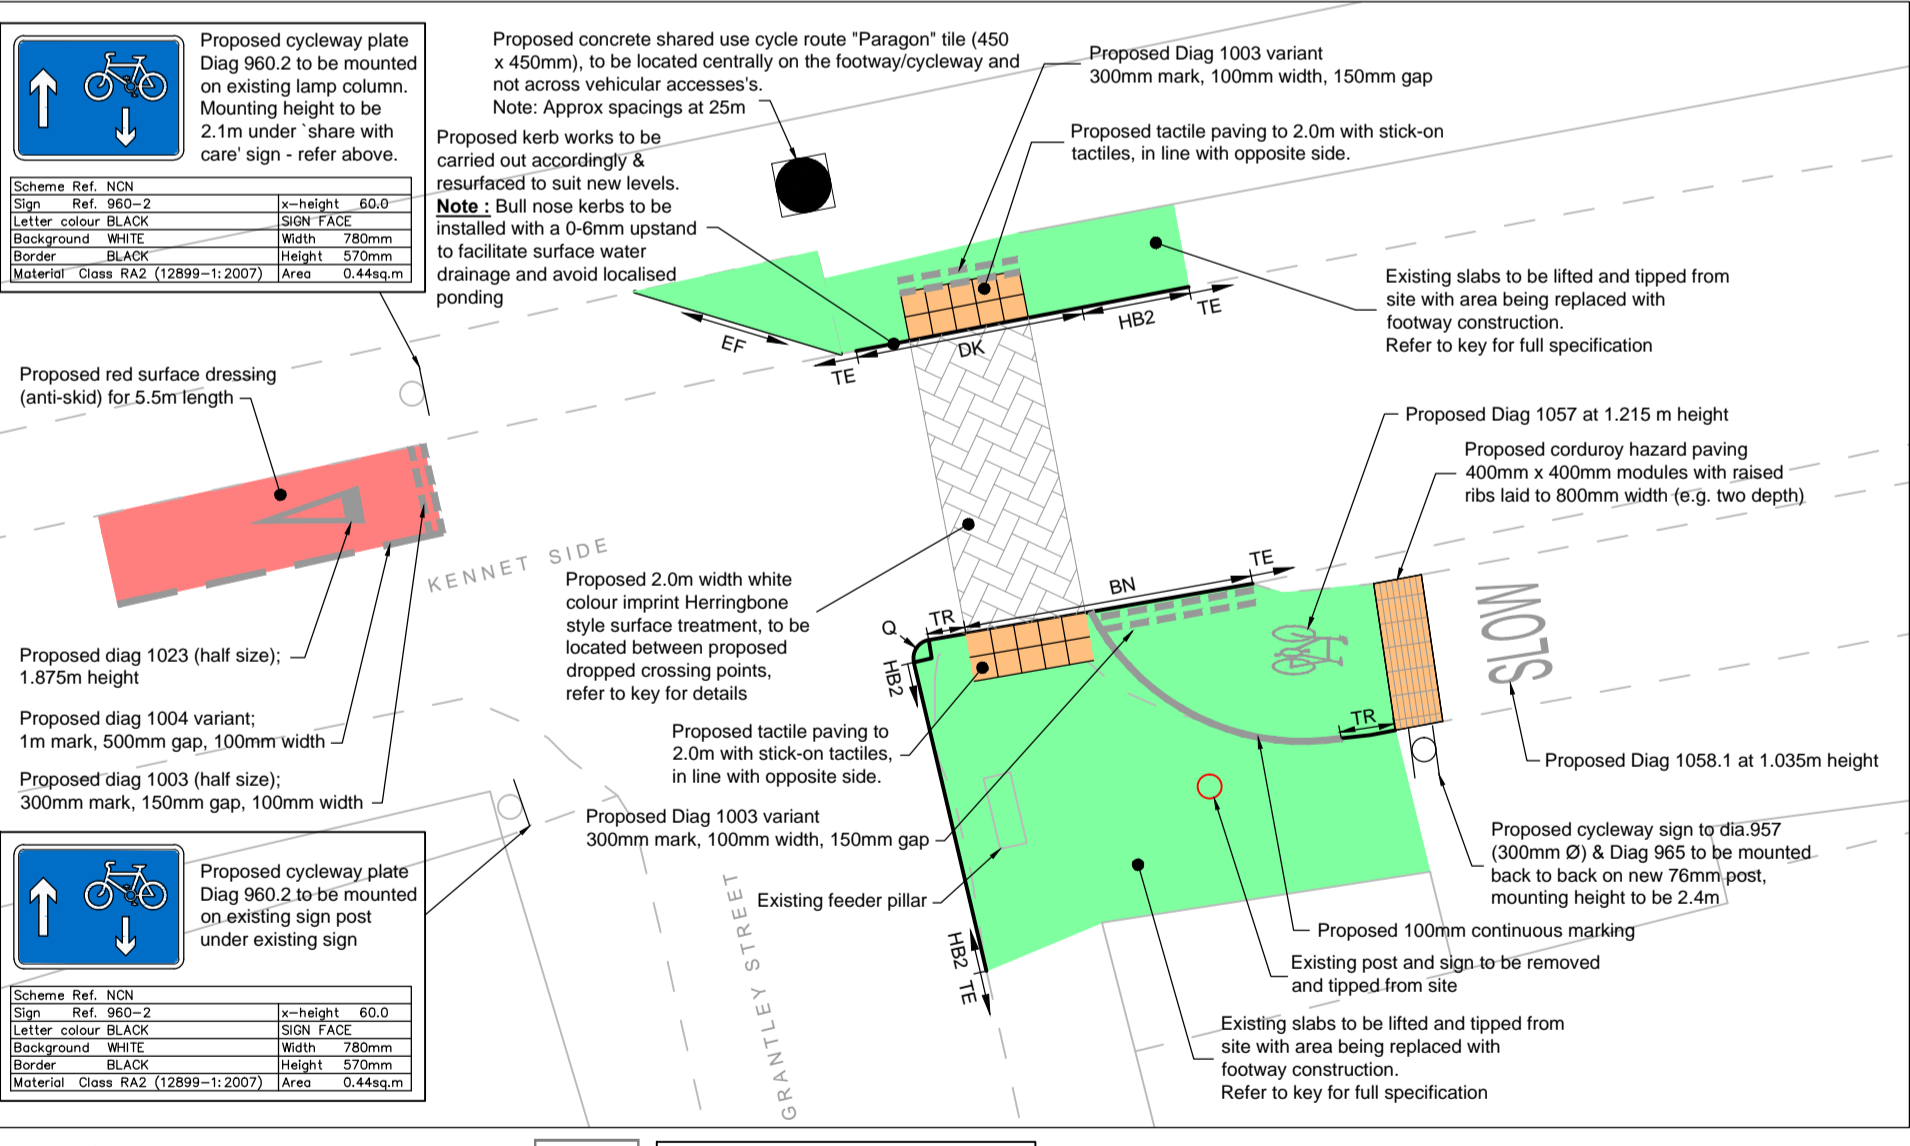 Proposed cycleway plate
Diag 960.2 to be mounted
on existing lamp column.
Mounting height to be
2.1m under `share with
care' sign - refer above.
Scheme Ref. NCN
Sign Ref. 960-2 x-height 60.0
Letter colour BLACK SIGN FACE
Background WHITE Width 780mm
Border BLACK Height 570mm
Material Class RA2 (12899-1:2007) Area 0.44sq.m
Proposed concrete shared use cycle route "Paragon" tile (450
x 450mm), to be located centrally on the footway/cycleway and
not across vehicular accesses's.
Note: Approx spacings at 25m
Proposed kerb works to be
carried out accordingly &
resurfaced to suit new levels.
Note : Bull nose kerbs to be
installed with a 0-6mm upstand
to facilitate surface water
drainage and avoid localised
ponding
Proposed Diag 1003 variant
300mm mark, 100mm width, 150mm gap
Proposed tactile paving to 2.0m with stick-on
tactiles, in line with opposite side.
Existing slabs to be lifted and tipped from
site with area being replaced with
footway construction.
Refer to key for full specification
EF
TE
DK
HB2
TE
Proposed red surface dressing
(anti-skid) for 5.5m length
Proposed Diag 1057 at 1.215 m height
Proposed corduroy hazard paving
400mm x 400mm modules with raised
ribs laid to 800mm width (e.g. two depth)
KENNET SIDE
Proposed 2.0m width white
colour imprint Herringbone
style surface treatment, to be
located between proposed
dropped crossing points,
refer to key for details
Q
TR
BN
TE
HB2
TR
SLOW
Proposed diag 1023 (half size);
1.875m height
Proposed diag 1004 variant;
1m mark, 500mm gap, 100mm width
Proposed diag 1003 (half size);
300mm mark, 150mm gap, 100mm width
Proposed tactile paving to
2.0m with stick-on tactiles,
in line with opposite side.
Proposed Diag 1003 variant
300mm mark, 100mm width, 150mm gap
Existing feeder pillar
HB2
TE
GRANTLEY STREET
Proposed Diag 1058.1 at 1.035m height
Proposed cycleway sign to dia.957
(300mm Ø) & Diag 965 to be mounted
back to back on new 76mm post,
mounting height to be 2.4m
Proposed 100mm continuous marking
Existing post and sign to be removed
and tipped from site
Existing slabs to be lifted and tipped from
site with area being replaced with
footway construction.
Refer to key for full specification
Proposed cycleway plate
Diag 960.2 to be mounted
on existing sign post
under existing sign
Scheme Ref. NCN
Sign Ref. 960-2 x-height 60.0
Letter colour BLACK SIGN FACE
Background WHITE Width 780mm
Border BLACK Height 570mm
Material Class RA2 (12899-1:2007) Area 0.44sq.m